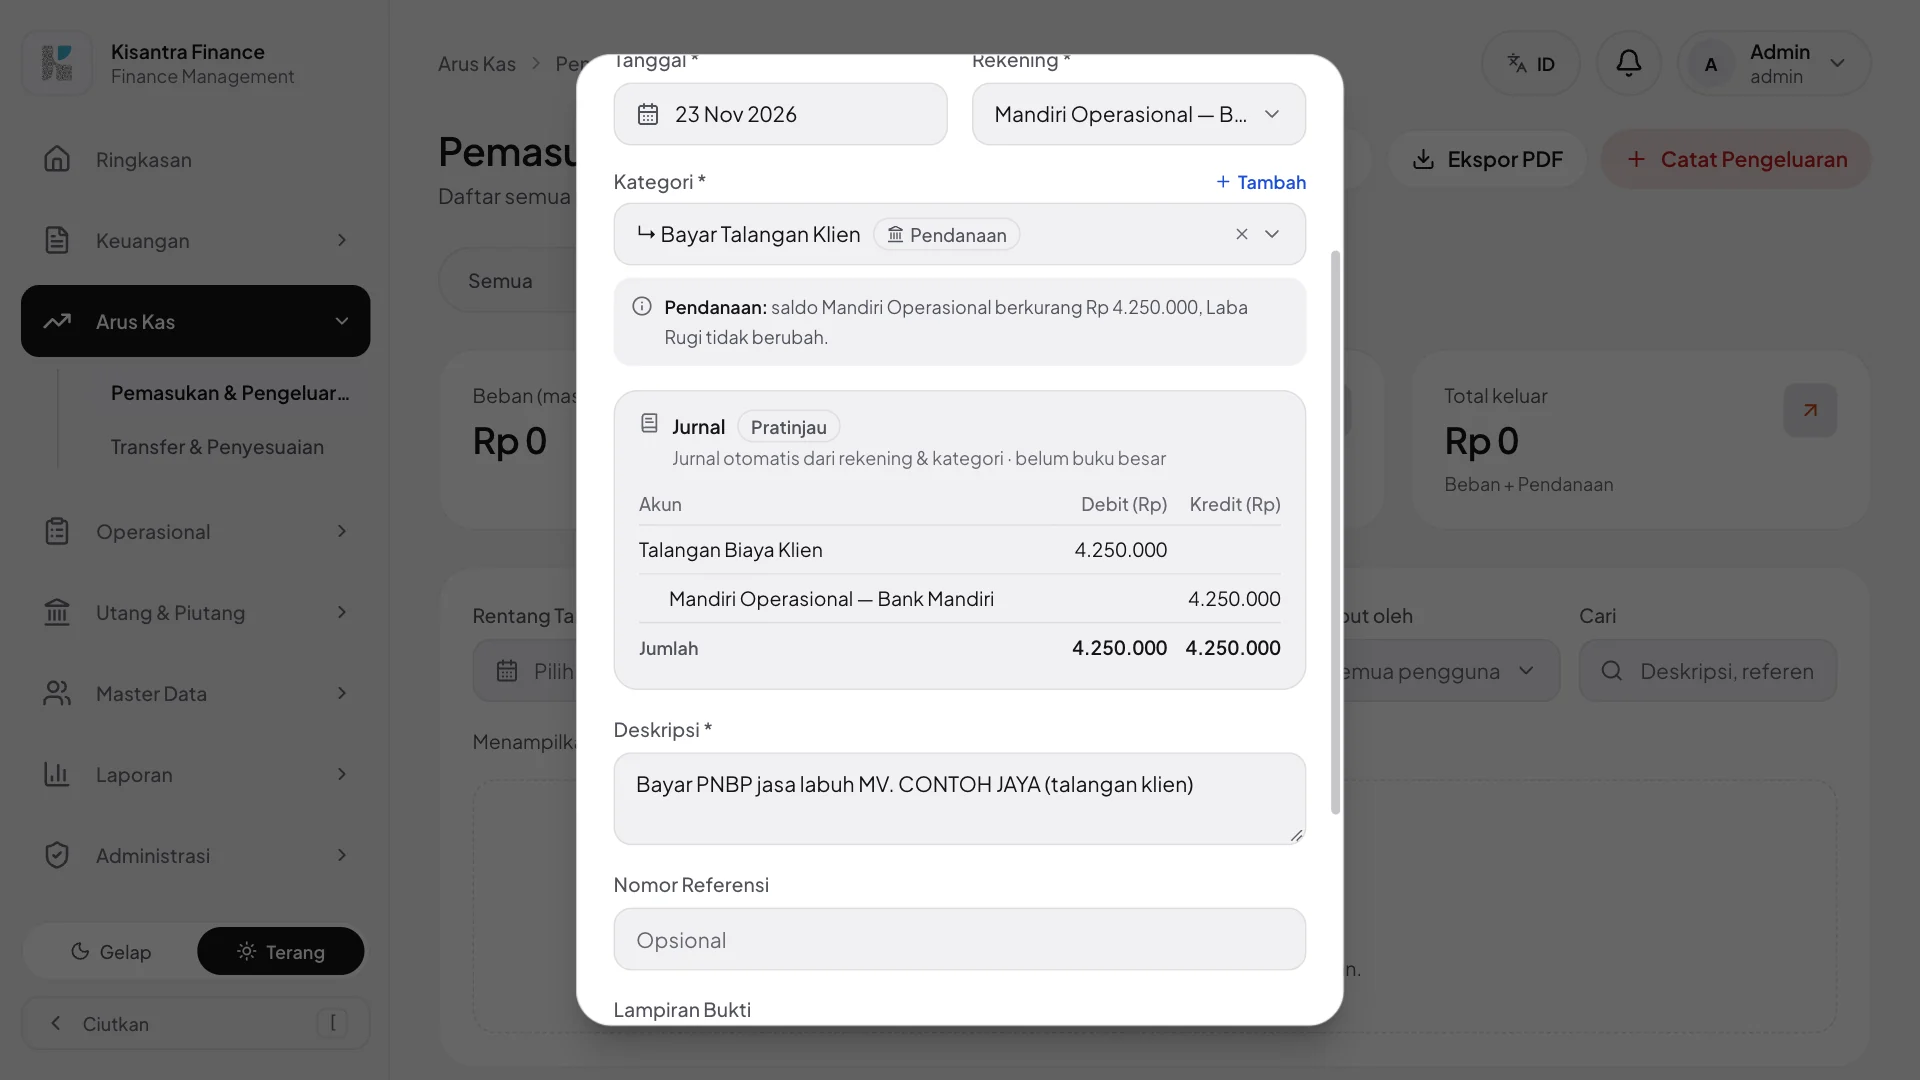 Kisantra Finance
Finance Management
Ringkasan
Keuangan
Arus Kas
Pemasukan & Pengeluar...
Transfer & Penyesuaian
Operasional
Utang & Piutang
Master Data
Laporan
Administrasi
Gelap
Terang
Ciutkan
[
Arus Kas
ID
A
Admin
admin
Daftar semua
Ekspor PDF
+ Catat Pengeluaran
Semua
Rp 0
Total keluar
Rp 0
Beban + Pendanaan
Rentang Ta
Pilih
Cari
emua pengguna
Deskripsi, referen
Tanggal *
Rekening *
23 Nov 2026
Mandiri Operasional — B...
Kategori *
+ Tambah
Bayar Talangan Klien
Pendanaan
Pendanaan: saldo Mandiri Operasional berkurang Rp 4.250.000, Laba
Rugi tidak berubah.
Jurnal
Pratinjau
Jurnal otomatis dari rekening & kategori · belum buku besar
Akun Debit (Rp) Kredit (Rp)
Talangan Biaya Klien 4.250.000
Mandiri Operasional — Bank Mandiri 4.250.000
Jumlah 4.250.000 4.250.000
Deskripsi *
Bayar PNBP jasa labuh MV. CONTOH JAYA (talangan klien)
Nomor Referensi
Opsional
Lampiran Bukti